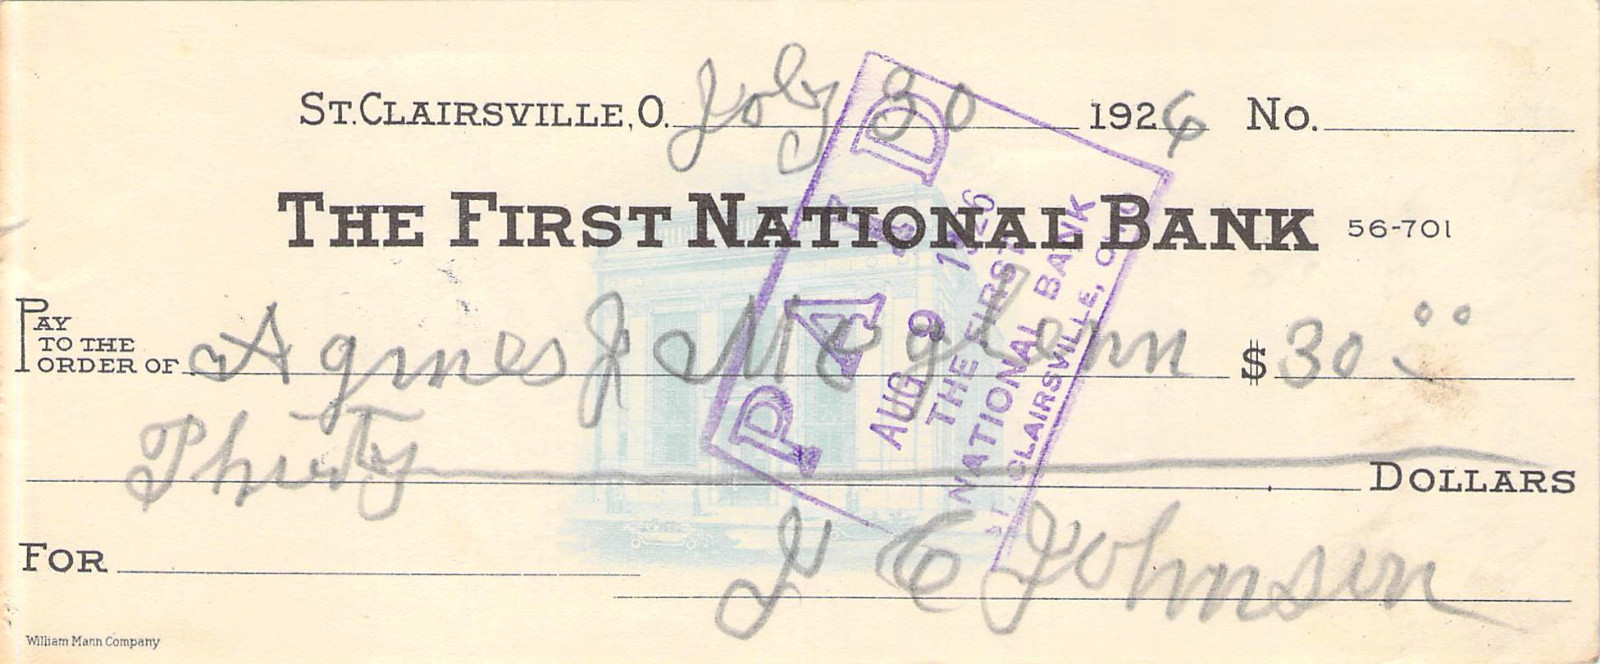 St. Clairsville, O. July 30 1926 No.
The First National Bank 56-701
Pay to the order of Agnes J McGlenn $ 30 00
Thirty Dollars
For J C Johnson
William Mann Company
PAID
AUG 9 1926
THE FIRST
NATIONAL BANK
ST. CLAIRSVILLE, O.